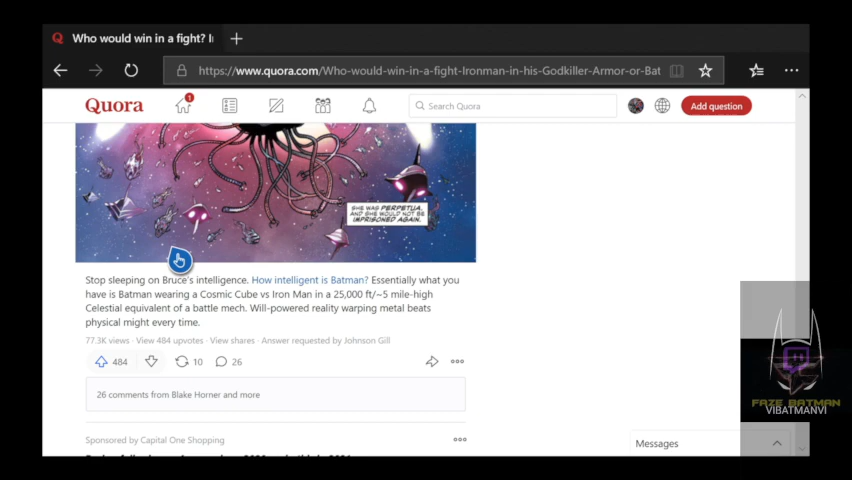 Who would win in a fight? I
https://www.quora.com/Who-would-win-in-a-fight-Ironman-in-his-Godkiller-Armor-or-Bat
Quora
1
Search Quora
Add question
SHE WAS PERPETUA,
AND SHE WOULD NOT BE
IMPRISONED AGAIN.
Stop sleeping on Bruce's intelligence. How intelligent is Batman? Essentially what you
have is Batman wearing a Cosmic Cube vs Iron Man in a 25,000 ft/~5 mile-high
Celestial equivalent of a battle mech. Will-powered reality warping metal beats
physical might every time.
77.3K views · View 484 upvotes · View shares · Answer requested by Johnson Gill
484
10
26
26 comments from Blake Horner and more
Sponsored by Capital One Shopping
Messages
FAZE BATMAN
VIBATMANVI